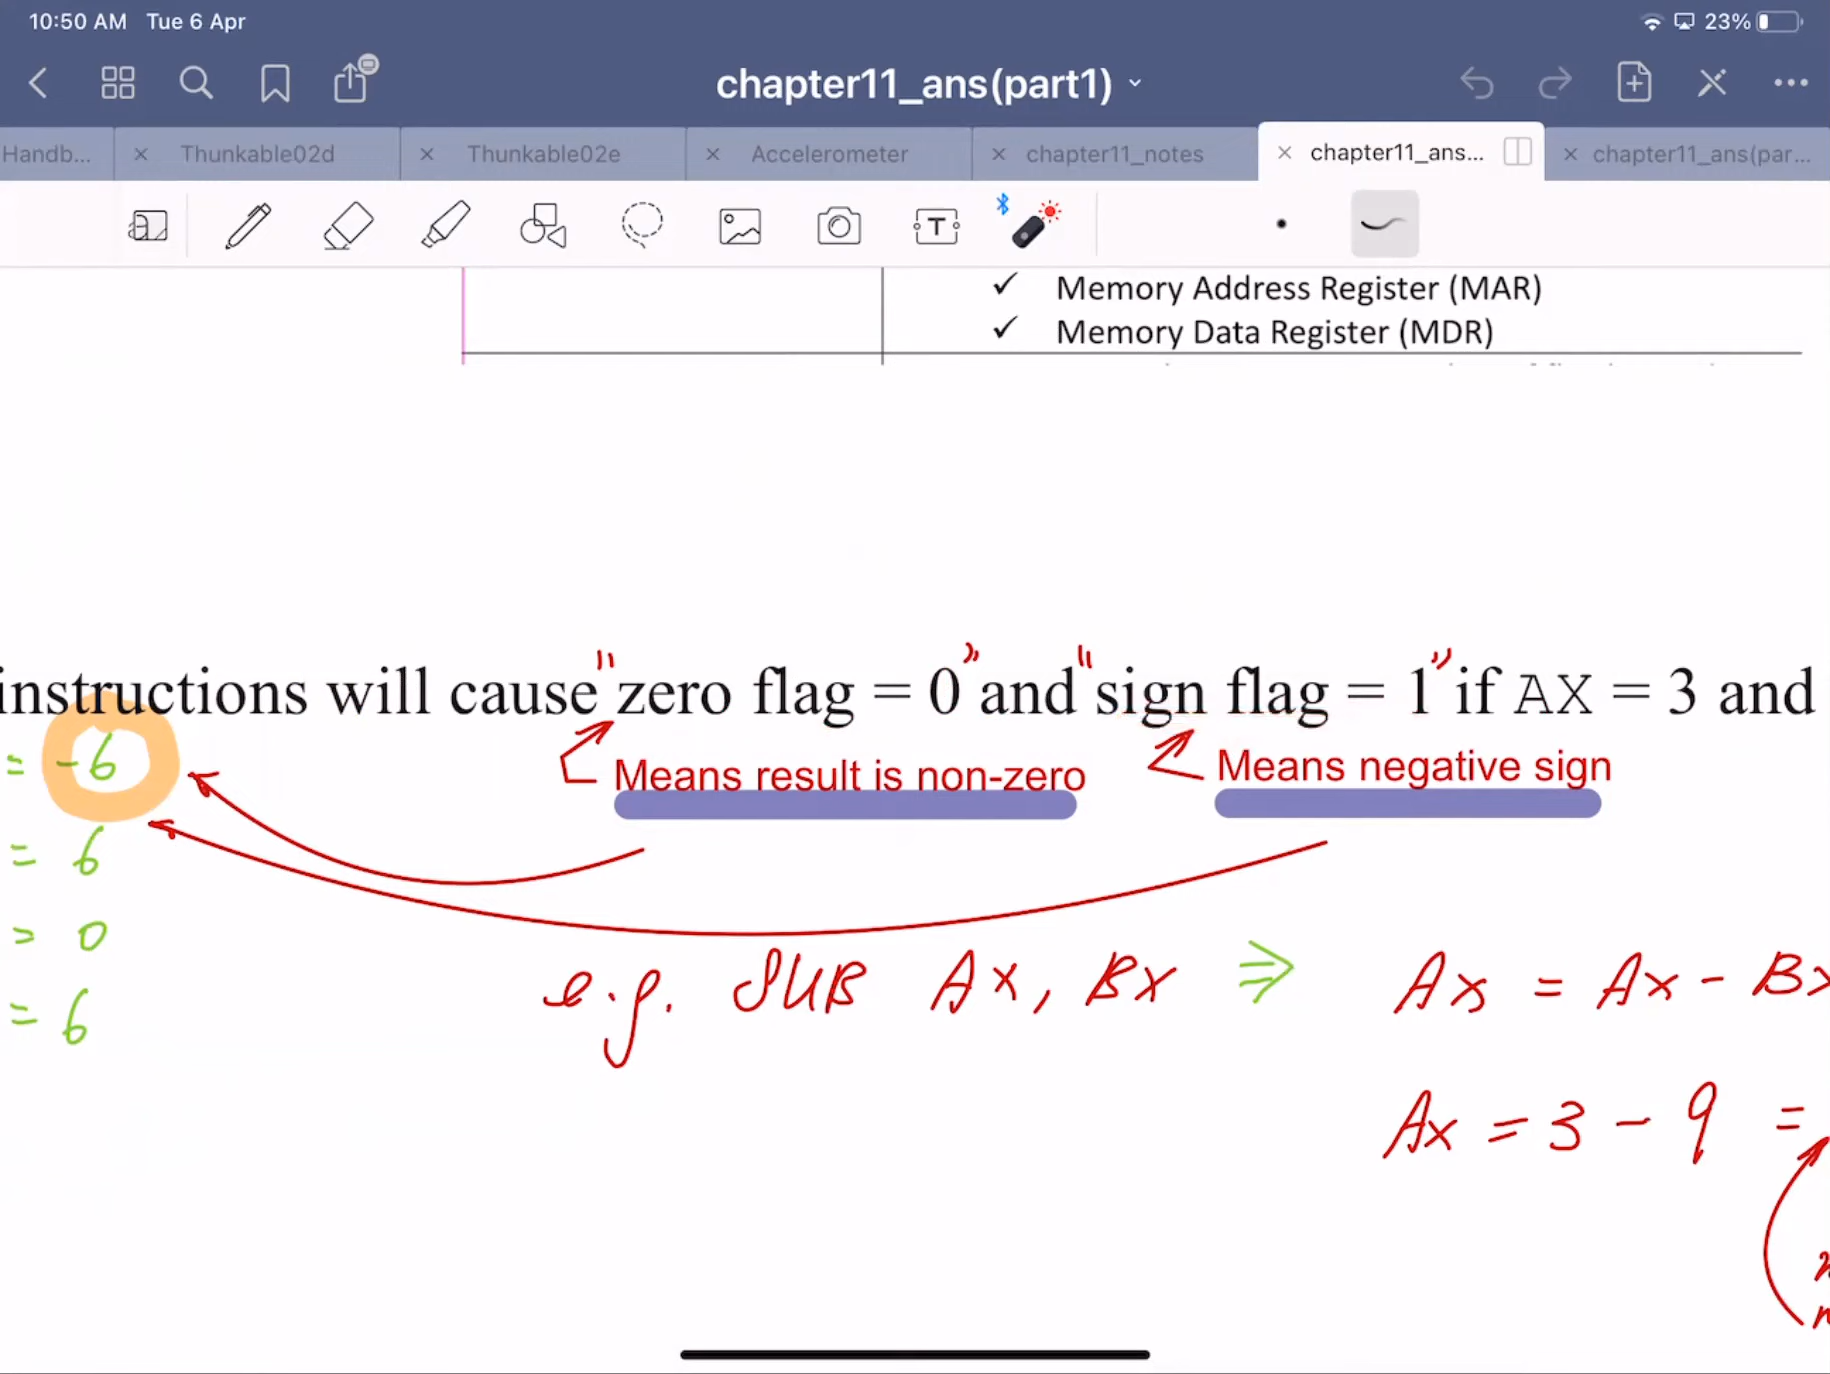 10:50 AM Tue 6 Apr 23%
chapter11_ans(part1)
Handb... × Thunkable02d × Thunkable02e × Accelerometer × chapter11_notes × chapter11_ans... × chapter11_ans(par...
✓ Memory Address Register (MAR)
✓ Memory Data Register (MDR)
instructions will cause "zero flag = 0" and "sign flag = 1" if AX = 3 and
= -6
Means result is non-zero
Means negative sign
= 6
= 0
= 6
e.g. SUB AX, BX ⇒ AX = AX - BX
AX = 3 - 9 =